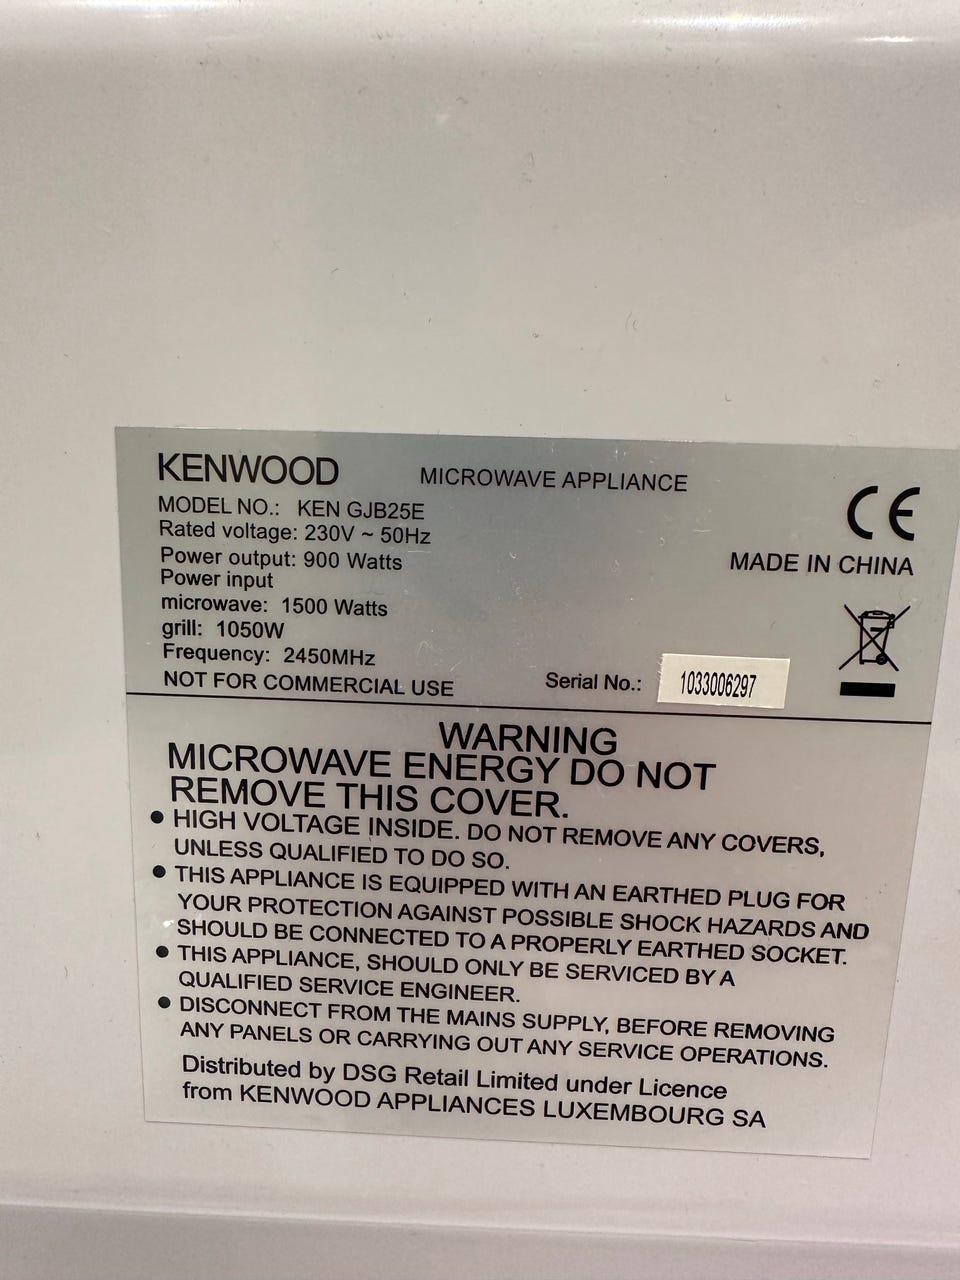 KENWOOD MICROWAVE APPLIANCE
CE
MODEL NO.: KEN GJB25E
Rated voltage: 230V ~ 50Hz
Power output: 900 Watts
MADE IN CHINA
Power input
microwave: 1500 Watts
grill: 1050W
Frequency: 2450MHz
NOT FOR COMMERCIAL USE
Serial No.: 1033006297
WARNING
MICROWAVE ENERGY DO NOT
REMOVE THIS COVER.
● HIGH VOLTAGE INSIDE. DO NOT REMOVE ANY COVERS,
UNLESS QUALIFIED TO DO SO.
● THIS APPLIANCE IS EQUIPPED WITH AN EARTHED PLUG FOR
YOUR PROTECTION AGAINST POSSIBLE SHOCK HAZARDS AND
SHOULD BE CONNECTED TO A PROPERLY EARTHED SOCKET.
● THIS APPLIANCE, SHOULD ONLY BE SERVICED BY A
QUALIFIED SERVICE ENGINEER.
● DISCONNECT FROM THE MAINS SUPPLY, BEFORE REMOVING
ANY PANELS OR CARRYING OUT ANY SERVICE OPERATIONS.
Distributed by DSG Retail Limited under Licence
from KENWOOD APPLIANCES LUXEMBOURG SA